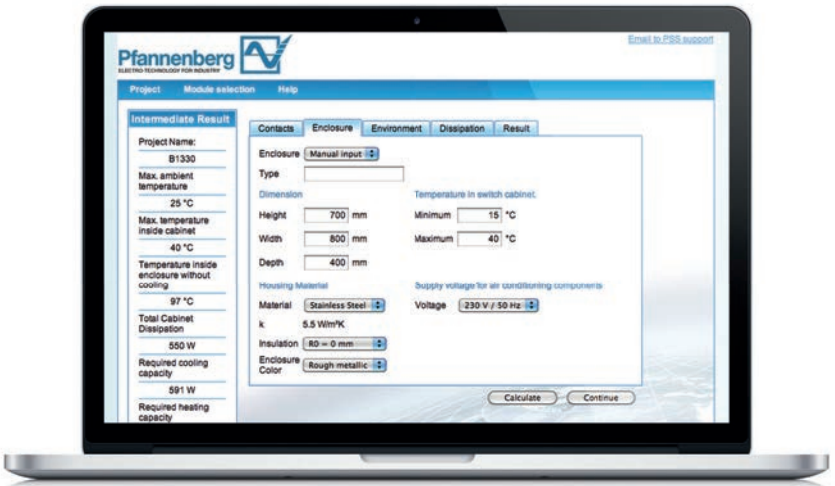 Email to PSS support
Pfannenberg
ELECTRO-TECHNOLOGY FOR INDUSTRY
Project Module selection Help
Intermediate Result
Project Name:
B1330
Max. ambient
temperature
25 °C
Max. temperature
inside cabinet
40 °C
Temperature inside
enclosure without
cooling
97 °C
Total Cabinet
Dissipation
550 W
Required cooling
capacity
591 W
Required heating
capacity
Contacts Enclosure Environment Dissipation Result
Enclosure Manual input
Type
Dimension
Height 700 mm
Width 800 mm
Depth 400 mm
Temperature in switch cabinet.
Minimum 15 °C
Maximum 40 °C
Housing Material
Material Stainless Steel
k 5.5 W/m²K
Insulation R0 = 0 mm
Enclosure
Color Rough metallic
Supply voltage for air conditioning components
Voltage 230 V / 50 Hz
Calculate Continue